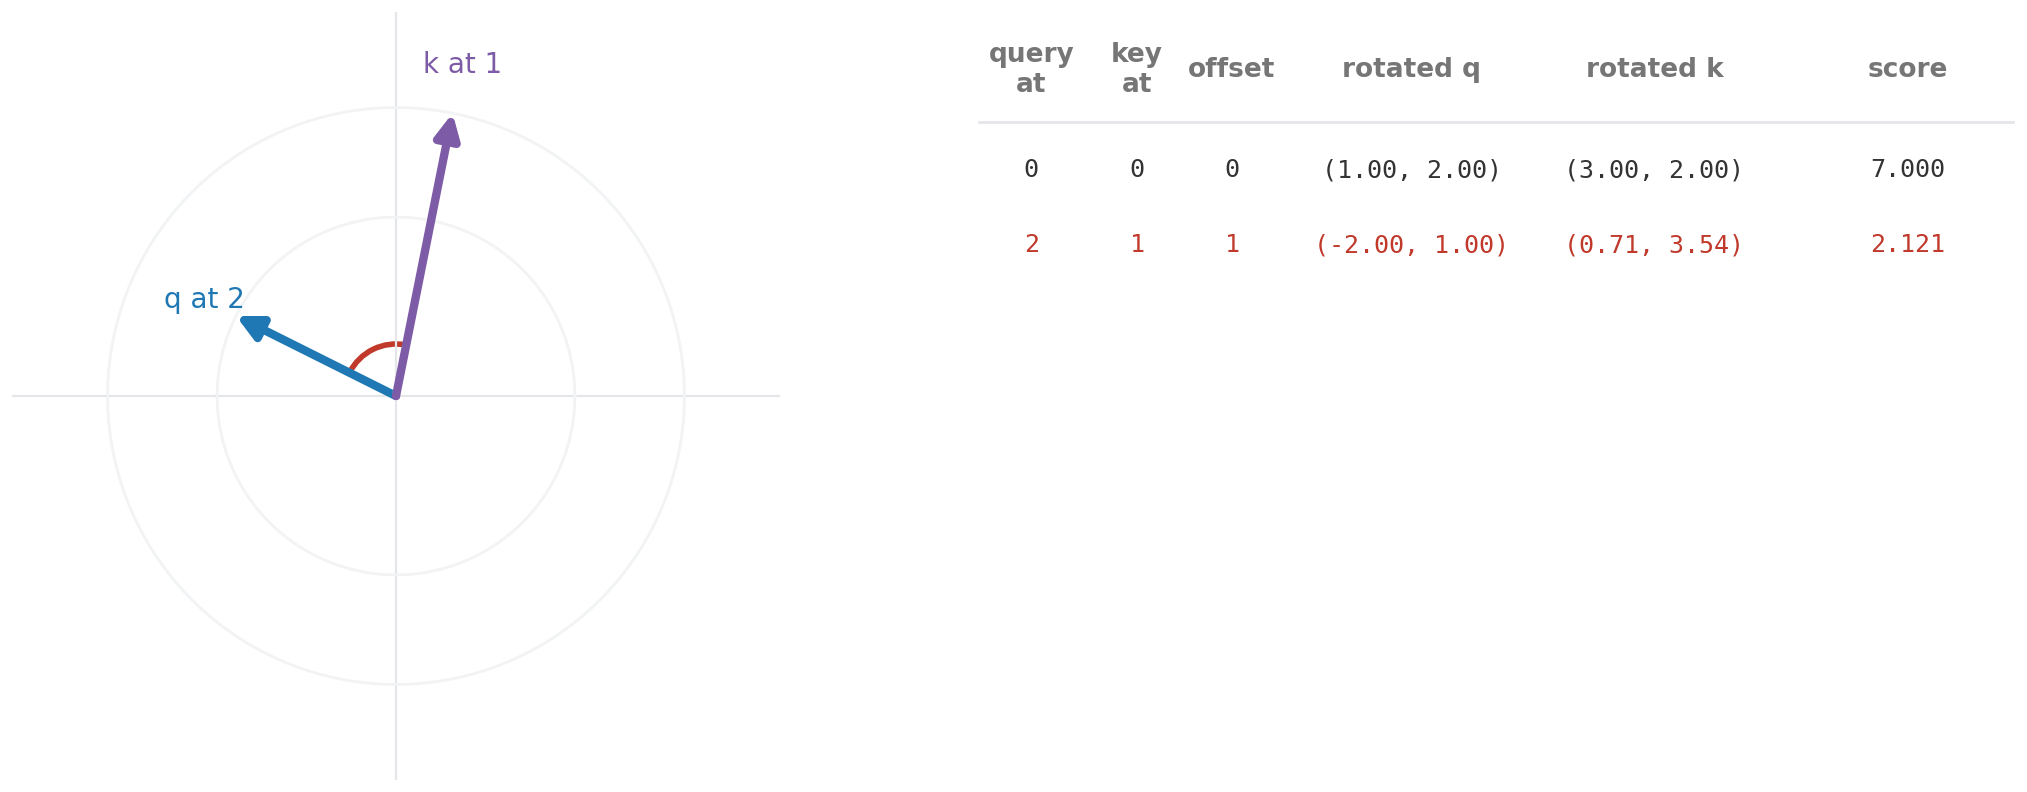 k at 1
q at 2
query at key at offset rotated q rotated k score
0 0 0 (1.00, 2.00) (3.00, 2.00) 7.000
2 1 1 (-2.00, 1.00) (0.71, 3.54) 2.121